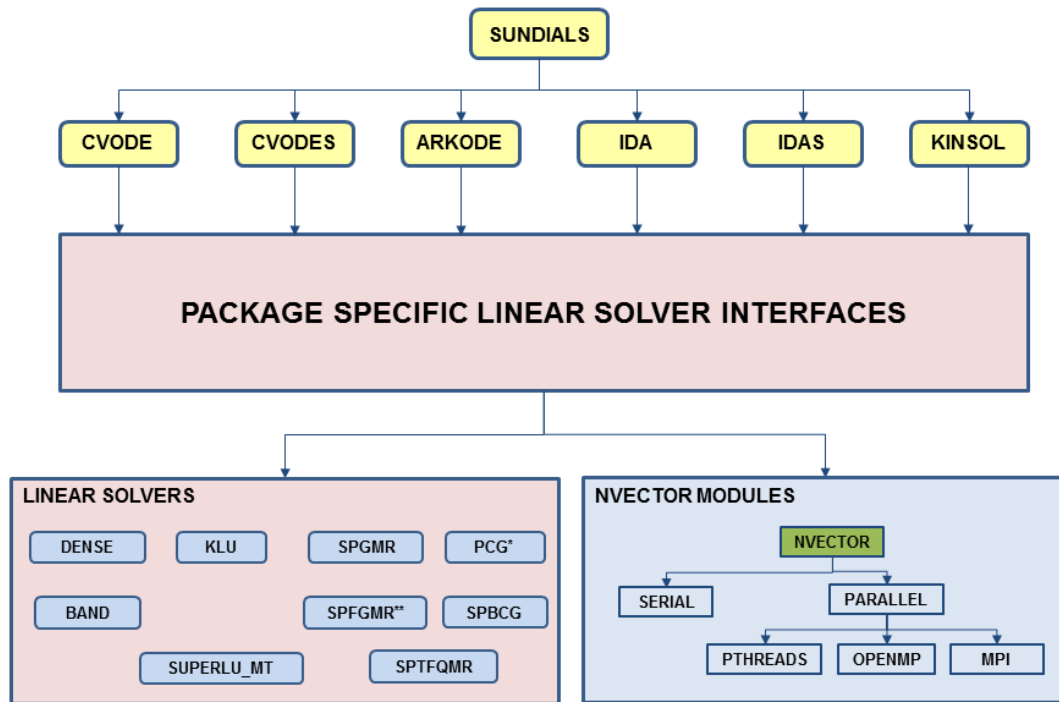 SUNDIALS
CVODE
CVODES
ARKODE
IDA
IDAS
KINSOL
PACKAGE SPECIFIC LINEAR SOLVER INTERFACES
LINEAR SOLVERS
DENSE
KLU
SPGMR
PCG*
BAND
SPFGMR**
SPBCG
SUPERLU_MT
SPTFQMR
NVECTOR MODULES
NVECTOR
SERIAL
PARALLEL
PTHREADS
OPENMP
MPI